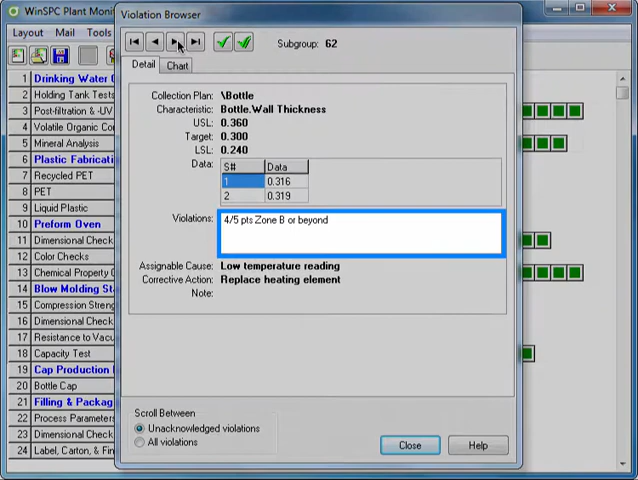 WinSPC Plant Monit
Violation Browser
Layout Mail Tools
Subgroup: 62
Detail Chart
1 Drinking Water
2 Holding Tank Tests
3 Post-filtration & -UV
4 Volatile Organic Co
5 Mineral Analysis
6 Plastic Fabricati
7 Recycled PET
8 PET
9 Liquid Plastic
10 Preform Oven
11 Dimensional Check
12 Color Checks
13 Chemical Property
14 Blow Molding St
15 Compression Streng
16 Dimensional Check
17 Resistance to Vacu
18 Capacity Test
19 Cap Production
20 Bottle Cap
21 Filling & Packag
22 Process Parameters
23 Dimensional Check
24 Label, Carton, & Fin
Collection Plan: \Bottle
Characteristic: Bottle.Wall Thickness
USL: 0.360
Target: 0.300
LSL: 0.240
Data: S# Data
1 0.316
2 0.319
Violations: 4/5 pts Zone B or beyond
Assignable Cause: Low temperature reading
Corrective Action: Replace heating element
Note:
Scroll Between
Unacknowledged violations
All violations
Close Help